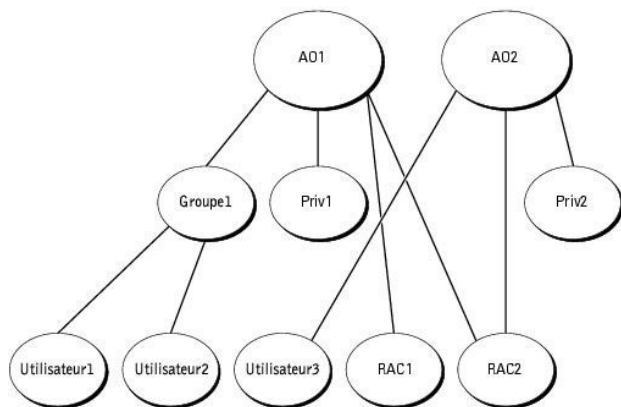 AO1
AO2
Groupe1
Priv1
Priv2
Utilisateur1
Utilisateur2
Utilisateur3
RAC1
RAC2